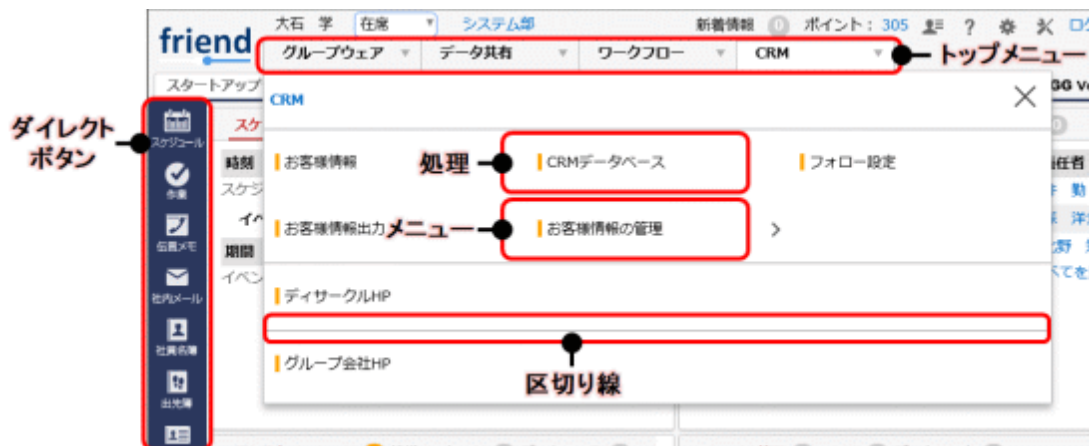 friend
大石 学 在席 システム部 新着情報 0 ポイント: 305 ?
グループウェア データ共有 ワークフロー CRM
トップメニュー
スタートアップ
CRM
ダイレクト
ボタン
スケジュール
時刻 お客様情報 処理 CRMデータベース フォロー設定
作業
お客様情報出力 メニュー お客様情報の管理
伝言メモ
期間
社内メール
ディサークルHP
社員名簿
グループ会社HP
区切り線
出先簿